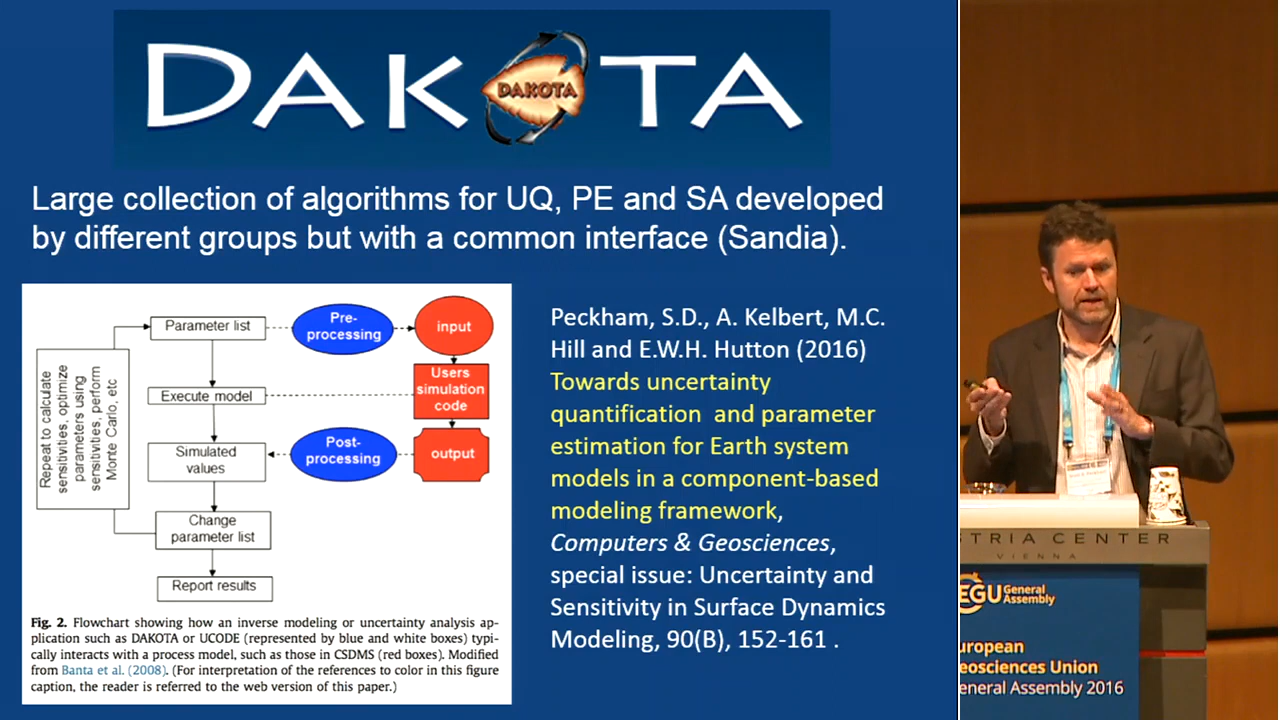 DAKOTA
DAKOTA
Large collection of algorithms for UQ, PE and SA developed
by different groups but with a common interface (Sandia).
Parameter list
Pre-
processing
input
Repeat to calculate
sensitivities, optimize
parameters using
sensitivities, perform
Monte Carlo, etc
Execute model
Users
simulation
code
Simulated
values
Post-
processing
output
Change
parameter list
Report results
Fig. 2. Flowchart showing how an inverse modeling or uncertainty analysis ap-
plication such as DAKOTA or UCODE (represented by blue and white boxes) typi-
cally interacts with a process model, such as those in CSDMS (red boxes). Modified
from Banta et al. (2008). (For interpretation of the references to color in this figure
caption, the reader is referred to the web version of this paper.)
Peckham, S.D., A. Kelbert, M.C.
Hill and E.W.H. Hutton (2016)
Towards uncertainty
quantification and parameter
estimation for Earth system
models in a component-based
modeling framework,
Computers & Geosciences,
special issue: Uncertainty and
Sensitivity in Surface Dynamics
Modeling, 90(B), 152-161 .
STRIA CENTER
VIENNA
EGU General
Assembly
uropean
eosciences Union
eneral Assembly 2016